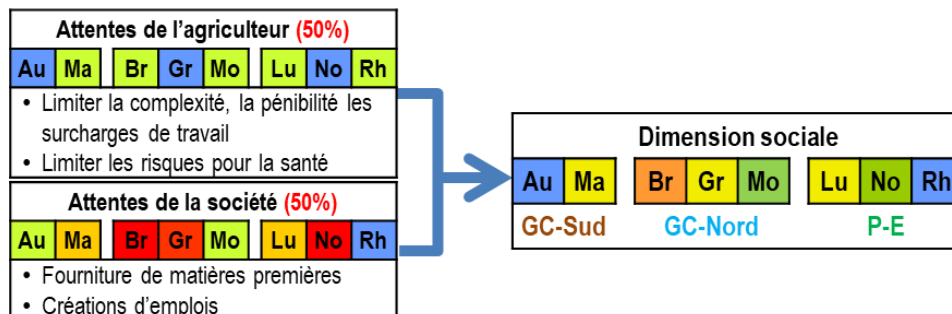 Attentes de l'agriculteur (50%)
Au Ma Br Gr Mo Lu No Rh
• Limiter la complexité, la pénibilité les
surcharges de travail
• Limiter les risques pour la santé
Attentes de la société (50%)
Au Ma Br Gr Mo Lu No Rh
• Fourniture de matières premières
• Créations d'emplois
Dimension sociale
Au Ma Br Gr Mo Lu No Rh
GC-Sud GC-Nord P-E